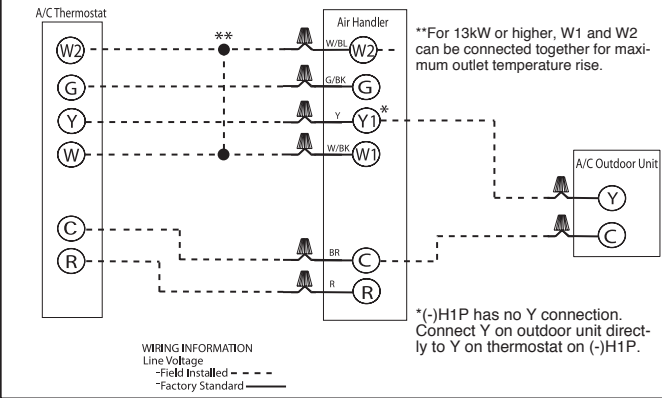 A/C Thermostat
Air Handler
**For 13kW or higher, W1 and W2
can be connected together for maxi-
mum outlet temperature rise.
W2
**
W/BL
W2
G
G/BK
G
Y
Y
Y1
*
W
W/BK
W1
A/C Outdoor Unit
Y
C
BR
C
C
R
R
R
*(-)H1P has no Y connection.
Connect Y on outdoor unit direct-
ly to Y on thermostat on (-)H1P.
WIRING INFORMATION
Line Voltage
-Field Installed
-Factory Standard